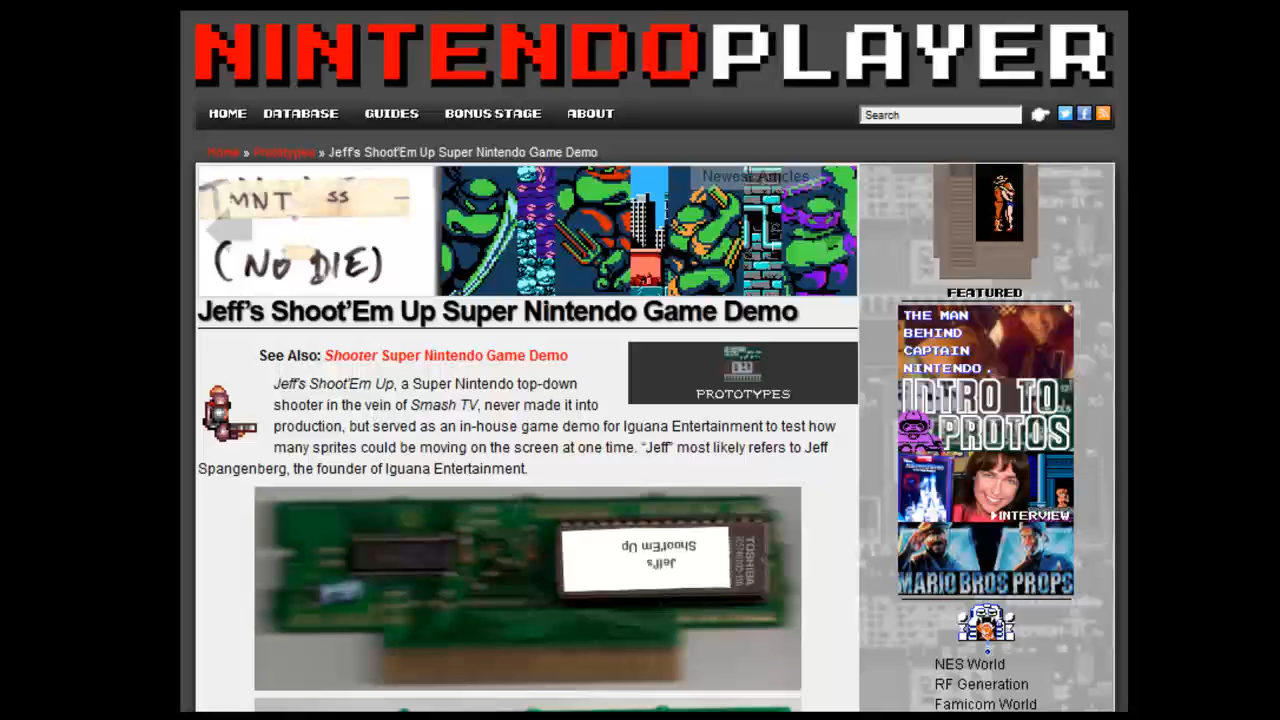 NINTENDOPLAYER
HOME DATABASE GUIDES BONUS STAGE ABOUT
Search
Home » Prototypes » Jeff's Shoot'Em Up Super Nintendo Game Demo
Newest Articles
MNT SS
(NO DIE)
Jeff's Shoot'Em Up Super Nintendo Game Demo
See Also: Shooter Super Nintendo Game Demo
PROTOTYPES
Jeff's Shoot'Em Up, a Super Nintendo top-down
shooter in the vein of Smash TV, never made it into
production, but served as an in-house game demo for Iguana Entertainment to test how
many sprites could be moving on the screen at one time. "Jeff" most likely refers to Jeff
Spangenberg, the founder of Iguana Entertainment.
Jeff's
Shoot'Em Up
TOSHIBA
FEATURED
THE MAN
BEHIND
CAPTAIN
NINTENDO.
INTRO TO
PROTOS
INTERVIEW
MARIO BROS PROPS
NES World
RF Generation
Famicom World